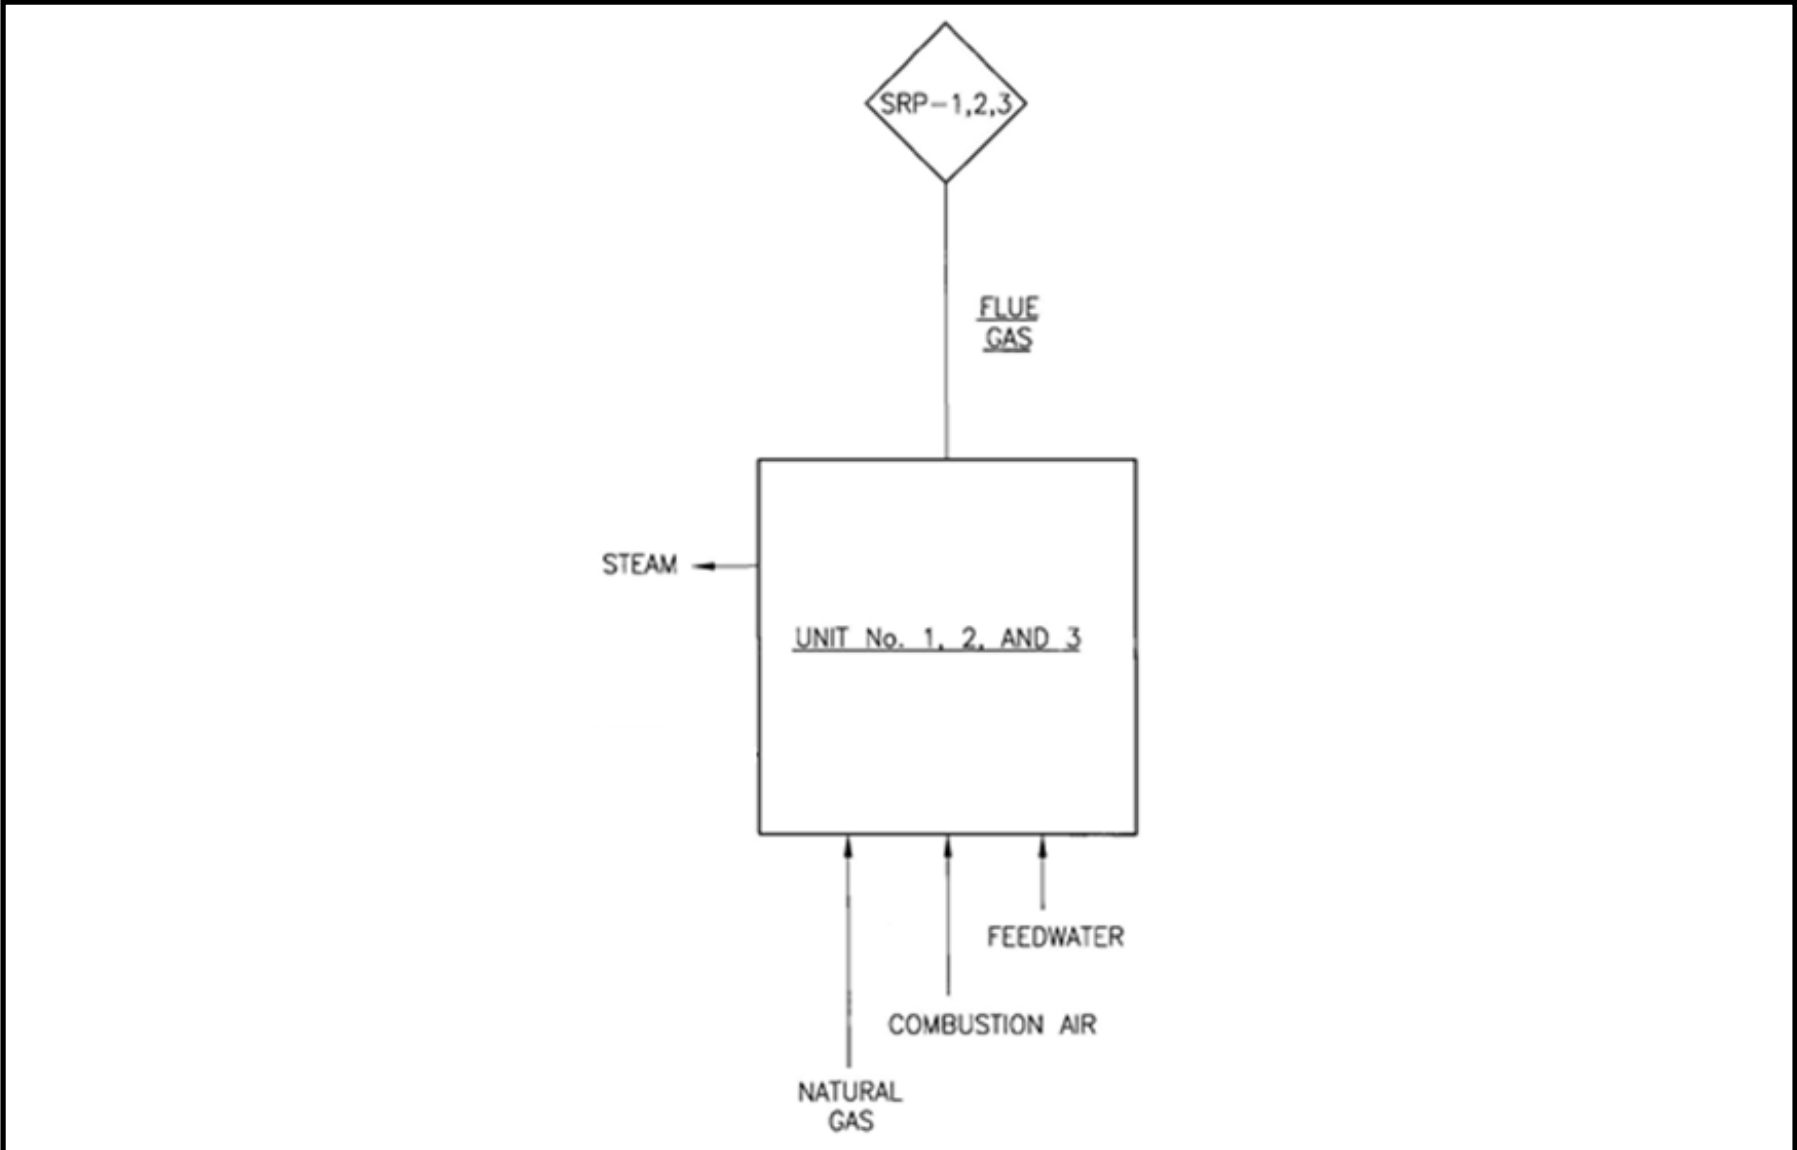 SRP-1,2,3
FLUE
GAS
STEAM
UNIT No. 1, 2, AND 3
FEEDWATER
COMBUSTION AIR
NATURAL
GAS